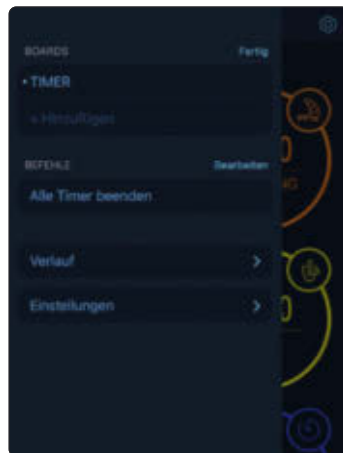 BOARDS Fertig
• TIMER
+ Hinzufügen
BEFEHLE Bearbeiten
Alle Timer beenden
Verlauf
Einstellungen